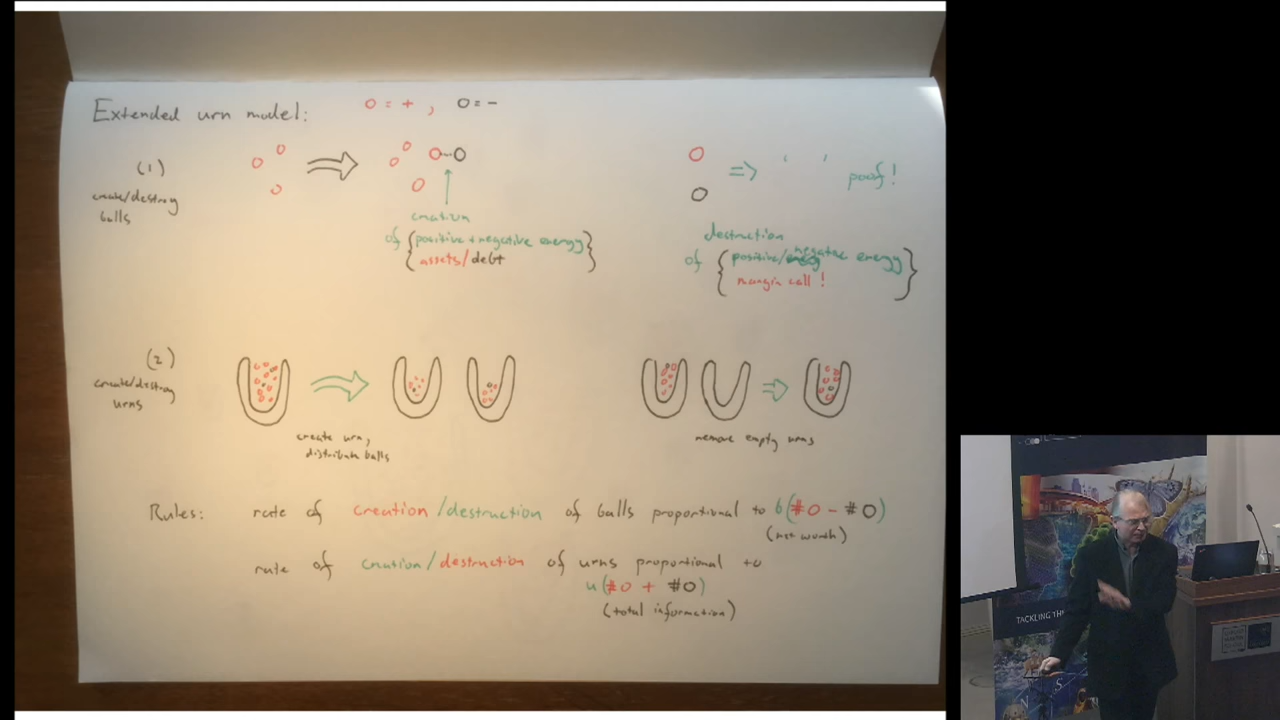 Extended urn model: O = + , O = -
(1)
create/destroy
balls
creation
of {positive + negative energy}
assets/debt
poof!
destruction
of {positive/ negative energy}
margin call!
(2)
create/destroy
urns
create urn,
distribute balls
remove empty urns
Rules: rate of creation/destruction of balls proportional to b(#O - #O)
(net worth)
rate of creation/destruction of urns proportional to
u(#O + #O)
(total information)
TACKLING TH